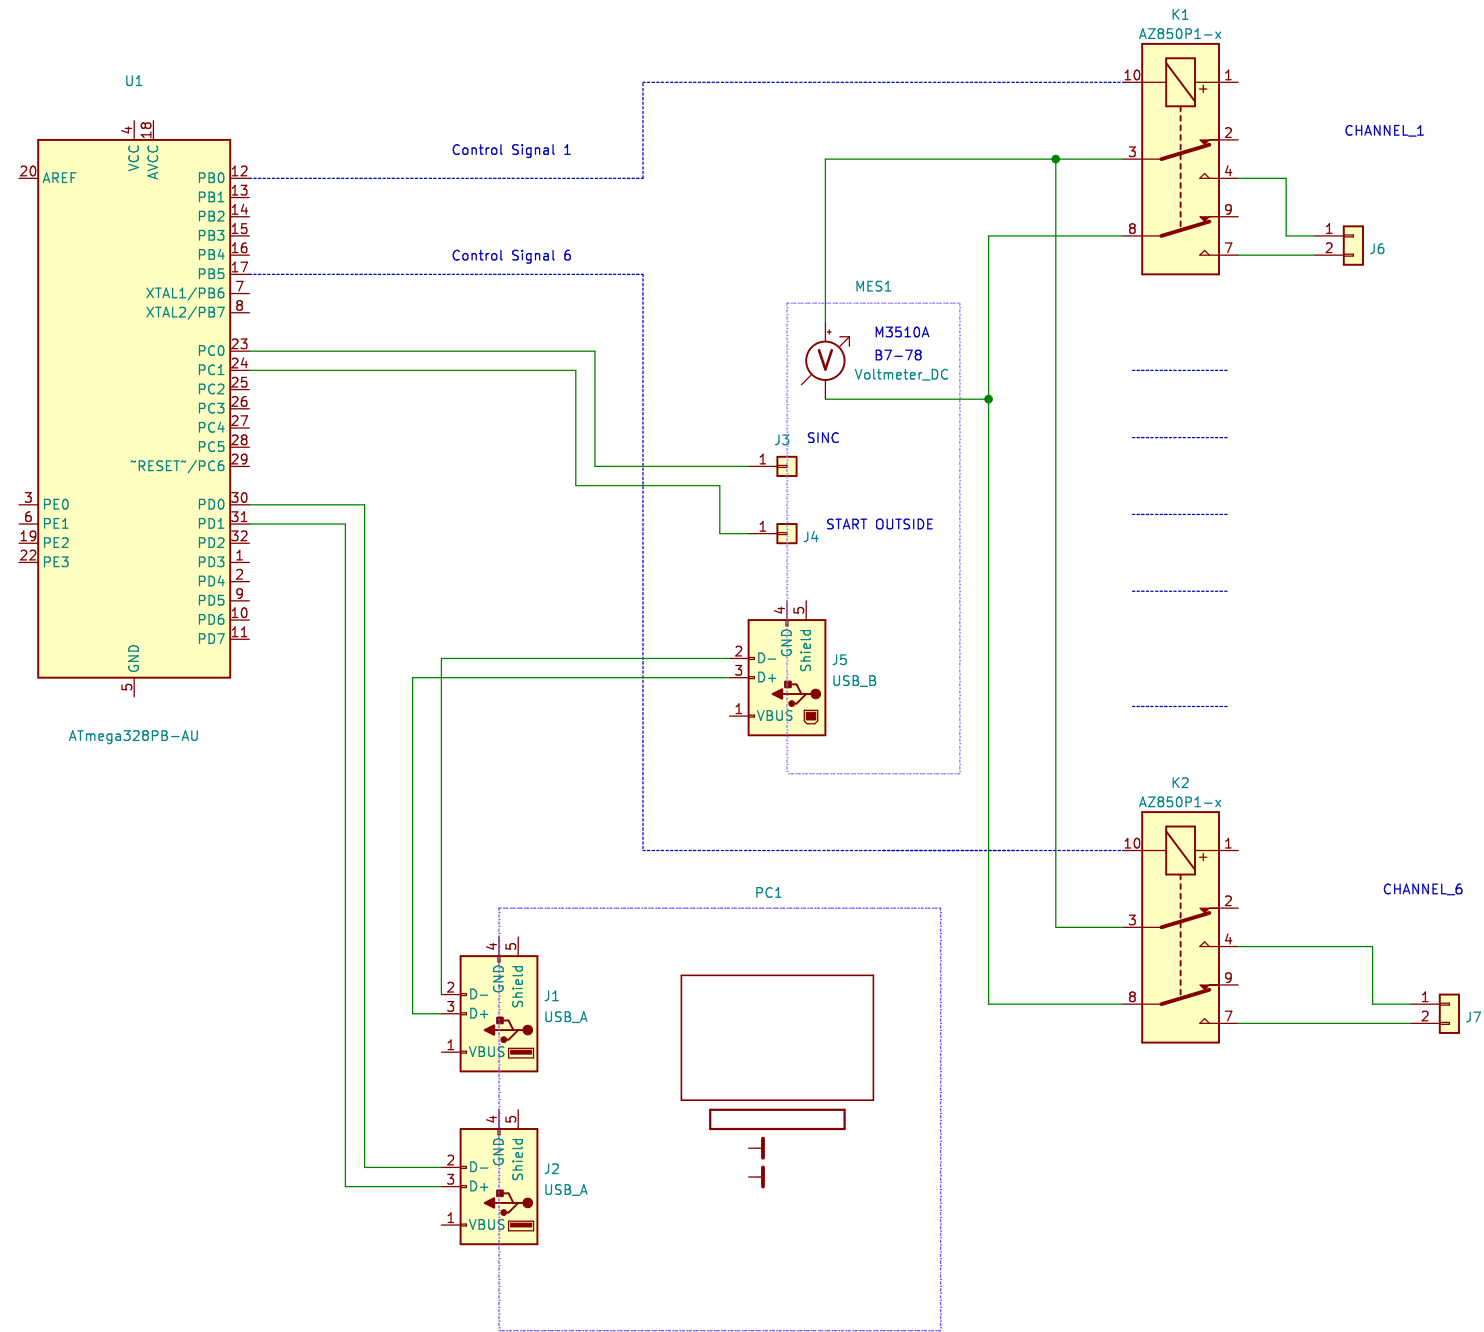 K1
AZ850P1-x
10
1
+
2
3
4
9
8
7
CHANNEL_1
1
2
J6
U1
4
18
VCC
AVCC
20
AREF
PB0
12
PB1
13
PB2
14
PB3
15
PB4
16
PB5
17
XTAL1/PB6
7
XTAL2/PB7
8
PC0
23
PC1
24
PC2
25
PC3
26
PC4
27
PC5
28
~RESET~/PC6
29
3
PE0
PD0
30
6
PE1
PD1
31
19
PE2
PD2
32
22
PE3
PD3
1
PD4
2
PD5
9
PD6
10
PD7
11
GND
5
ATmega328PB-AU
Control Signal 1
Control Signal 6
MES1
+
V
M3510A
B7-78
Voltmeter_DC
J3
SINC
1
1
START OUTSIDE
J4
4
5
GND
Shield
2
D-
3
D+
1
VBUS
J5
USB_B
K2
AZ850P1-x
10
1
+
2
3
4
9
8
7
CHANNEL_6
1
2
J7
PC1
4
5
GND
Shield
2
D-
3
D+
1
VBUS
J1
USB_A
4
5
GND
Shield
2
D-
3
D+
1
VBUS
J2
USB_A